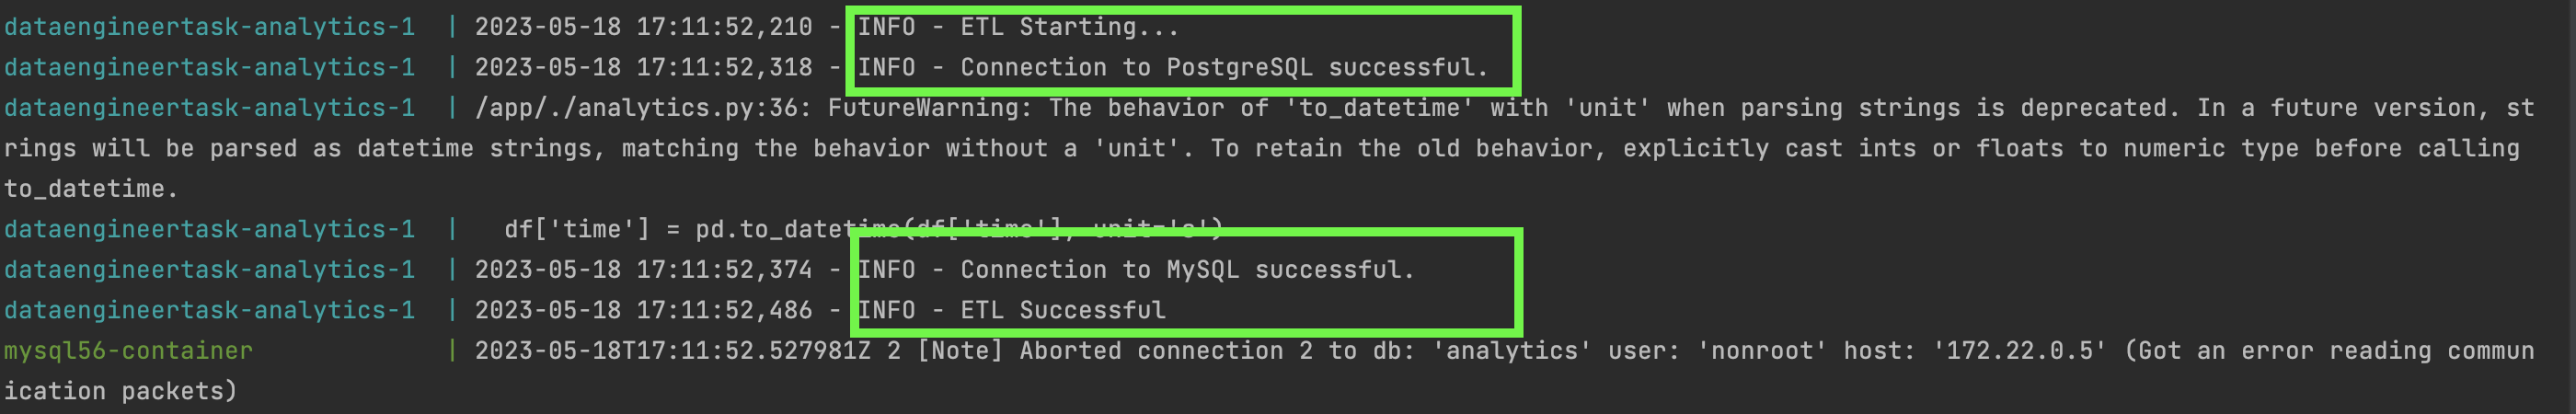 dataengineertask-analytics-1 | 2023-05-18 17:11:52,210 - INFO - ETL Starting...
dataengineertask-analytics-1 | 2023-05-18 17:11:52,318 - INFO - Connection to PostgreSQL successful.
dataengineertask-analytics-1 | /app/./analytics.py:36: FutureWarning: The behavior of 'to_datetime' with 'unit' when parsing strings is deprecated. In a future version, st
rings will be parsed as datetime strings, matching the behavior without a 'unit'. To retain the old behavior, explicitly cast ints or floats to numeric type before calling
to_datetime.
dataengineertask-analytics-1 |   df['time'] = pd.to_datetime(df['time'], unit='s')
dataengineertask-analytics-1 | 2023-05-18 17:11:52,374 - INFO - Connection to MySQL successful.
dataengineertask-analytics-1 | 2023-05-18 17:11:52,486 - INFO - ETL Successful
mysql56-container | 2023-05-18T17:11:52.527981Z 2 [Note] Aborted connection 2 to db: 'analytics' user: 'nonroot' host: '172.22.0.5' (Got an error reading commun
ication packets)